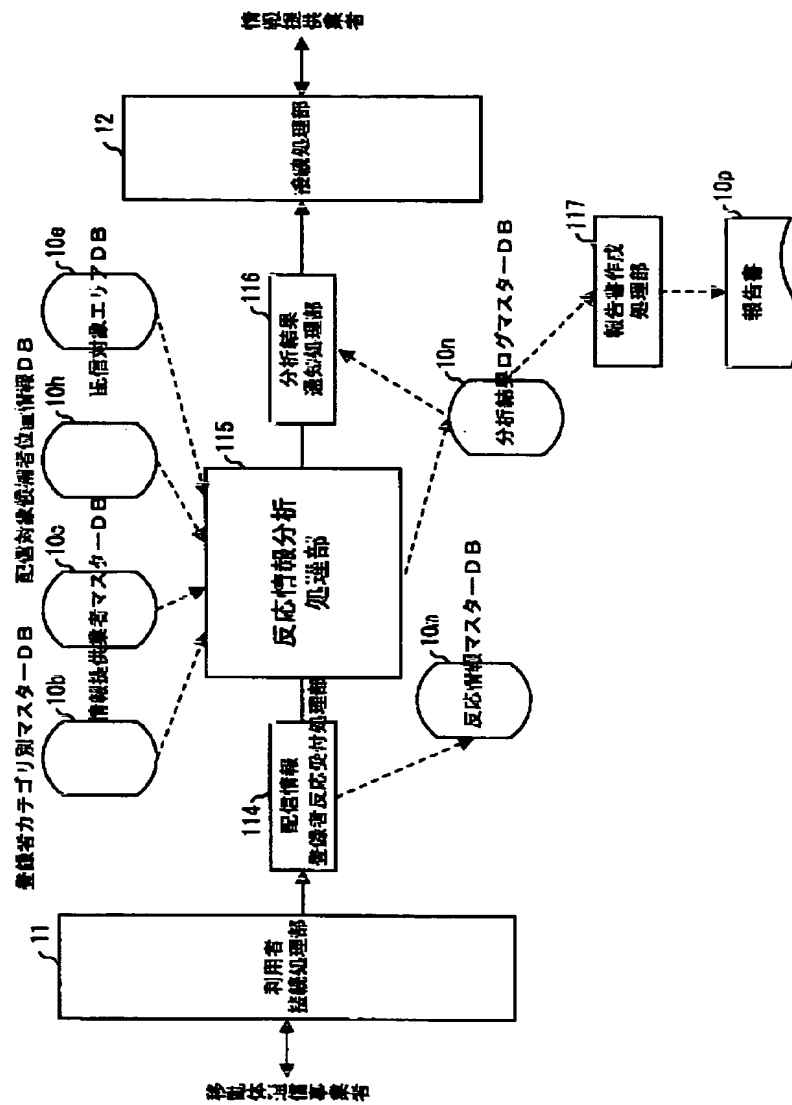 移動体通信事業者
11
利用者
接続処理部
114
配信情報
登録者反応受付処理部
10m
反応情報マスターDB
登録者カテゴリ別マスターDB
10b
情報提供業者マスターDB
10c
配信対象候補者位置情報DB
10h
配信対象エリアDB
10e
115
反応情報分析
処理部
116
分析結果
通知処理部
10n
分析結果ログマスターDB
12
接続処理部
情報提供業者
117
報告書作成
処理部
10p
報告書